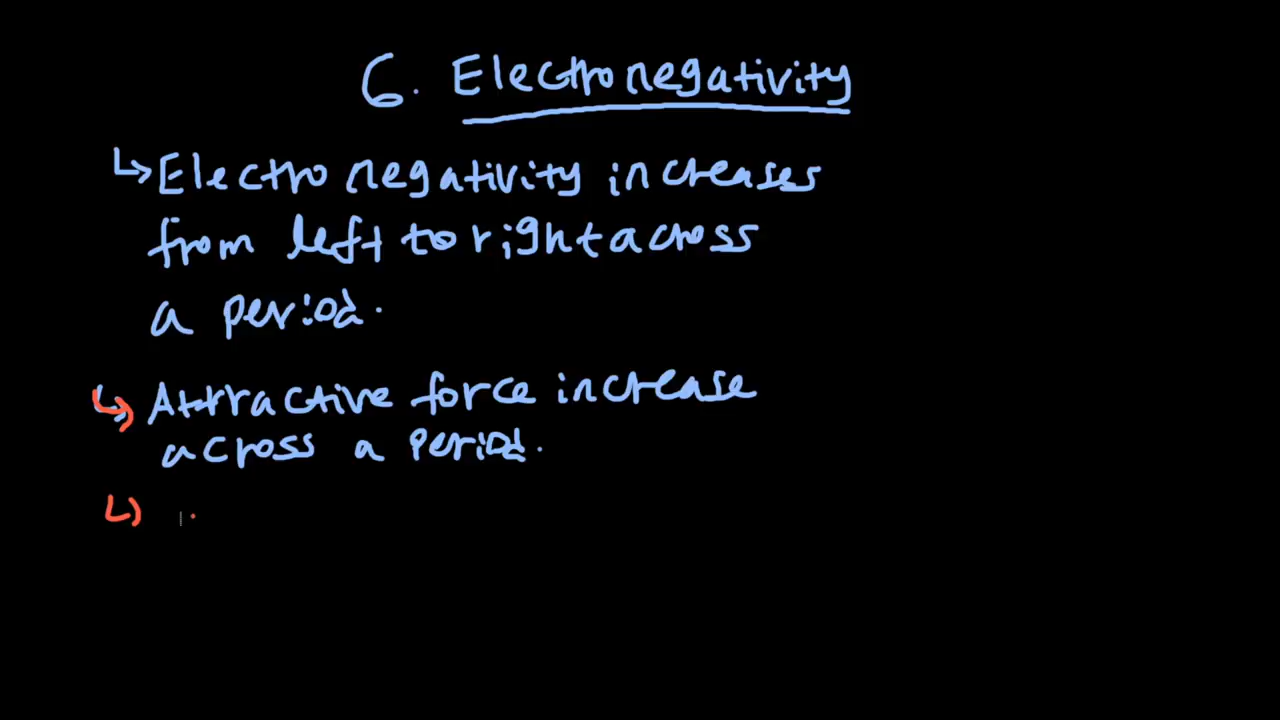 6. Electronegativity
↳ Electronegativity increases
from left to right across
a period.
↳ Attractive force increase
across a period.
↳